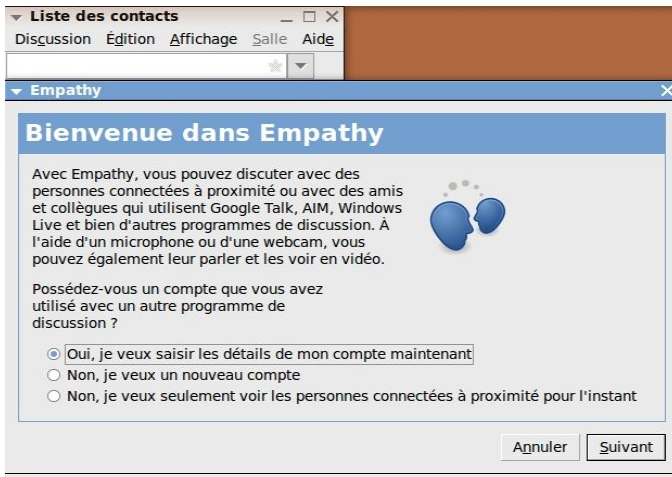 Liste des contacts
Discussion Édition Affichage Salle Aide
Empathy
Bienvenue dans Empathy
Avec Empathy, vous pouvez discuter avec des
personnes connectées à proximité ou avec des amis
et collègues qui utilisent Google Talk, AIM, Windows
Live et bien d'autres programmes de discussion. À
l'aide d'un microphone ou d'une webcam, vous
pouvez également leur parler et les voir en vidéo.
Possédez-vous un compte que vous avez
utilisé avec un autre programme de
discussion ?
Oui, je veux saisir les détails de mon compte maintenant
Non, je veux un nouveau compte
Non, je veux seulement voir les personnes connectées à proximité pour l'instant
Annuler Suivant